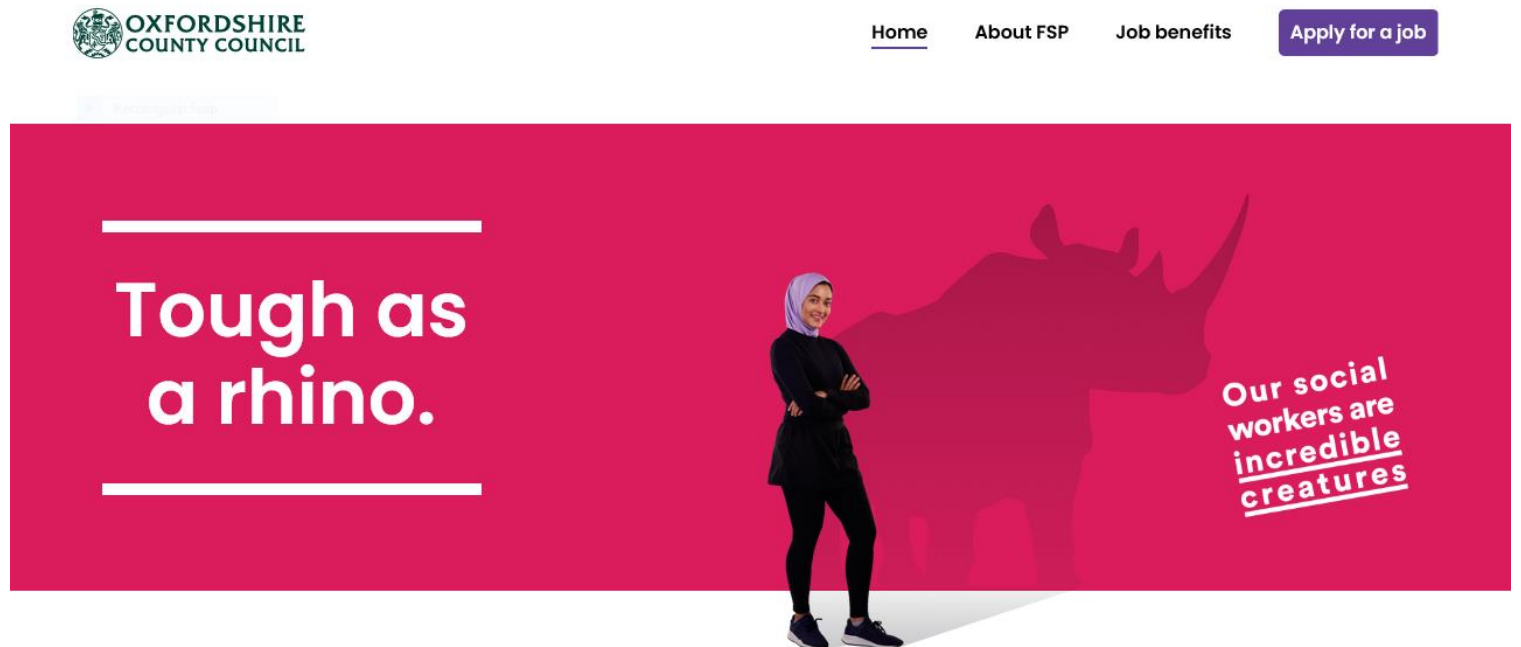 OXFORDSHIRE
COUNTY COUNCIL
Home
About FSP
Job benefits
Apply for a job
Tough as
a rhino.
Our social
workers are
incredible
creatures